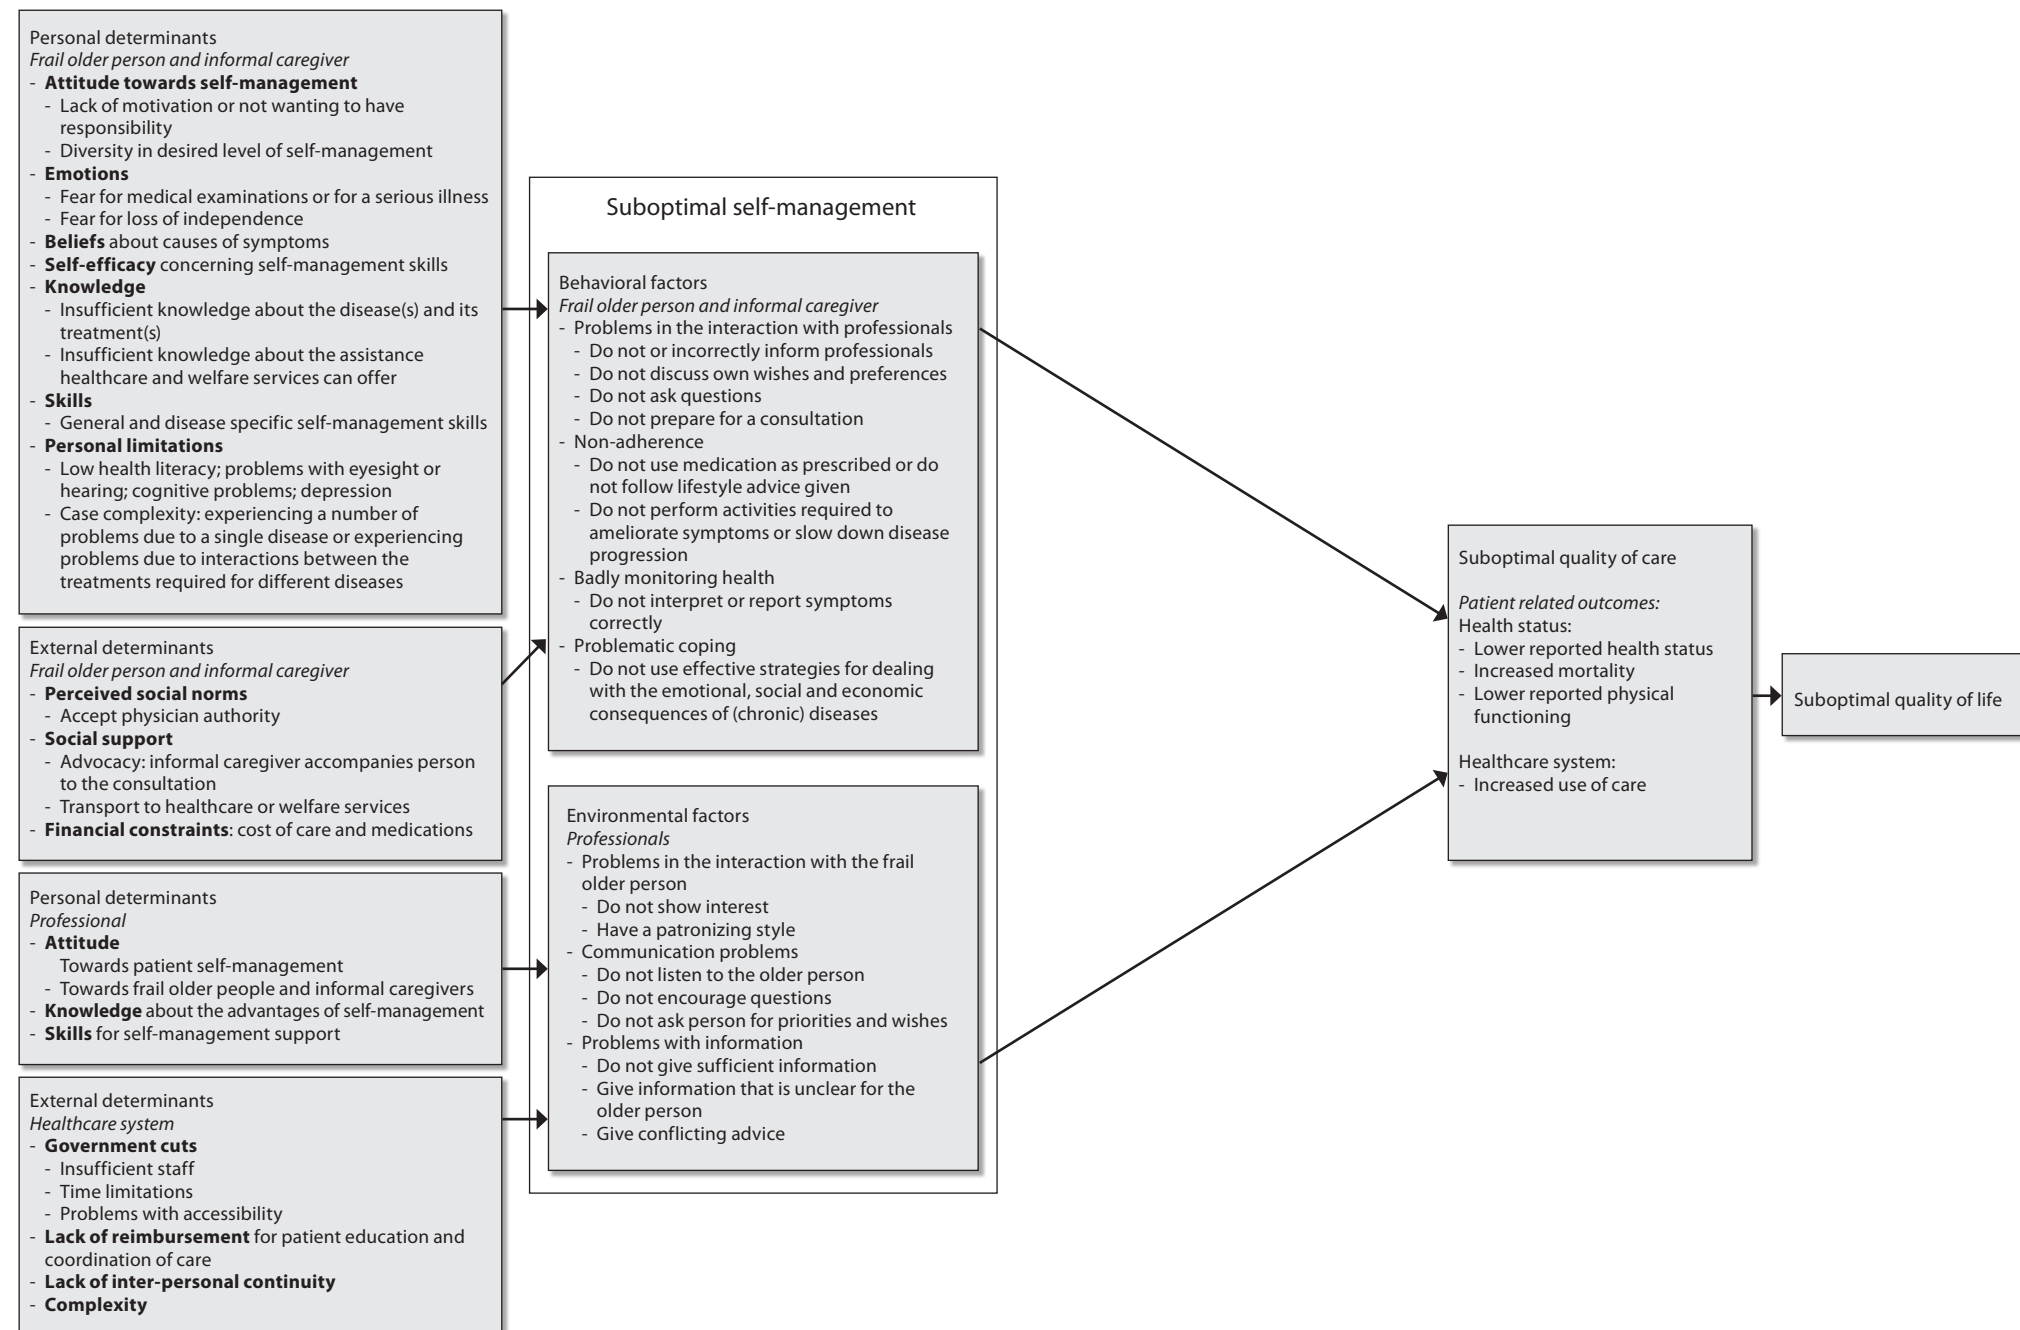 Personal determinants
Frail older person and informal caregiver
- Attitude towards self-management
- Lack of motivation or not wanting to have
responsibility
- Diversity in desired level of self-management
- Emotions
- Fear for medical examinations or for a serious illness
- Fear for loss of independence
- Beliefs about causes of symptoms
- Self-efficacy concerning self-management skills
- Knowledge
- Insufficient knowledge about the disease(s) and its
treatment(s)
- Insufficient knowledge about the assistance
healthcare and welfare services can offer
- Skills
- General and disease specific self-management skills
- Personal limitations
- Low health literacy; problems with eyesight or
hearing; cognitive problems; depression
- Case complexity: experiencing a number of
problems due to a single disease or experiencing
problems due to interactions between the
treatments required for different diseases
External determinants
Frail older person and informal caregiver
- Perceived social norms
- Accept physician authority
- Social support
- Advocacy: informal caregiver accompanies person
to the consultation
- Transport to healthcare or welfare services
- Financial constraints: cost of care and medications
Personal determinants
Professional
- Attitude
Towards patient self-management
- Towards frail older people and informal caregivers
- Knowledge about the advantages of self-management
- Skills for self-management support
External determinants
Healthcare system
- Government cuts
- Insufficient staff
- Time limitations
- Problems with accessibility
- Lack of reimbursement for patient education and
coordination of care
- Lack of inter-personal continuity
- Complexity
Suboptimal self-management
Behavioral factors
Frail older person and informal caregiver
- Problems in the interaction with professionals
- Do not or incorrectly inform professionals
- Do not discuss own wishes and preferences
- Do not ask questions
- Do not prepare for a consultation
- Non-adherence
- Do not use medication as prescribed or do
not follow lifestyle advice given
- Do not perform activities required to
ameliorate symptoms or slow down disease
progression
- Badly monitoring health
- Do not interpret or report symptoms
correctly
- Problematic coping
- Do not use effective strategies for dealing
with the emotional, social and economic
consequences of (chronic) diseases
Environmental factors
Professionals
- Problems in the interaction with the frail
older person
- Do not show interest
- Have a patronizing style
- Communication problems
- Do not listen to the older person
- Do not encourage questions
- Do not ask person for priorities and wishes
- Problems with information
- Do not give sufficient information
- Give information that is unclear for the
older person
- Give conflicting advice
Suboptimal quality of care
Patient related outcomes:
Health status:
- Lower reported health status
- Increased mortality
- Lower reported physical
functioning
Healthcare system:
- Increased use of care
Suboptimal quality of life